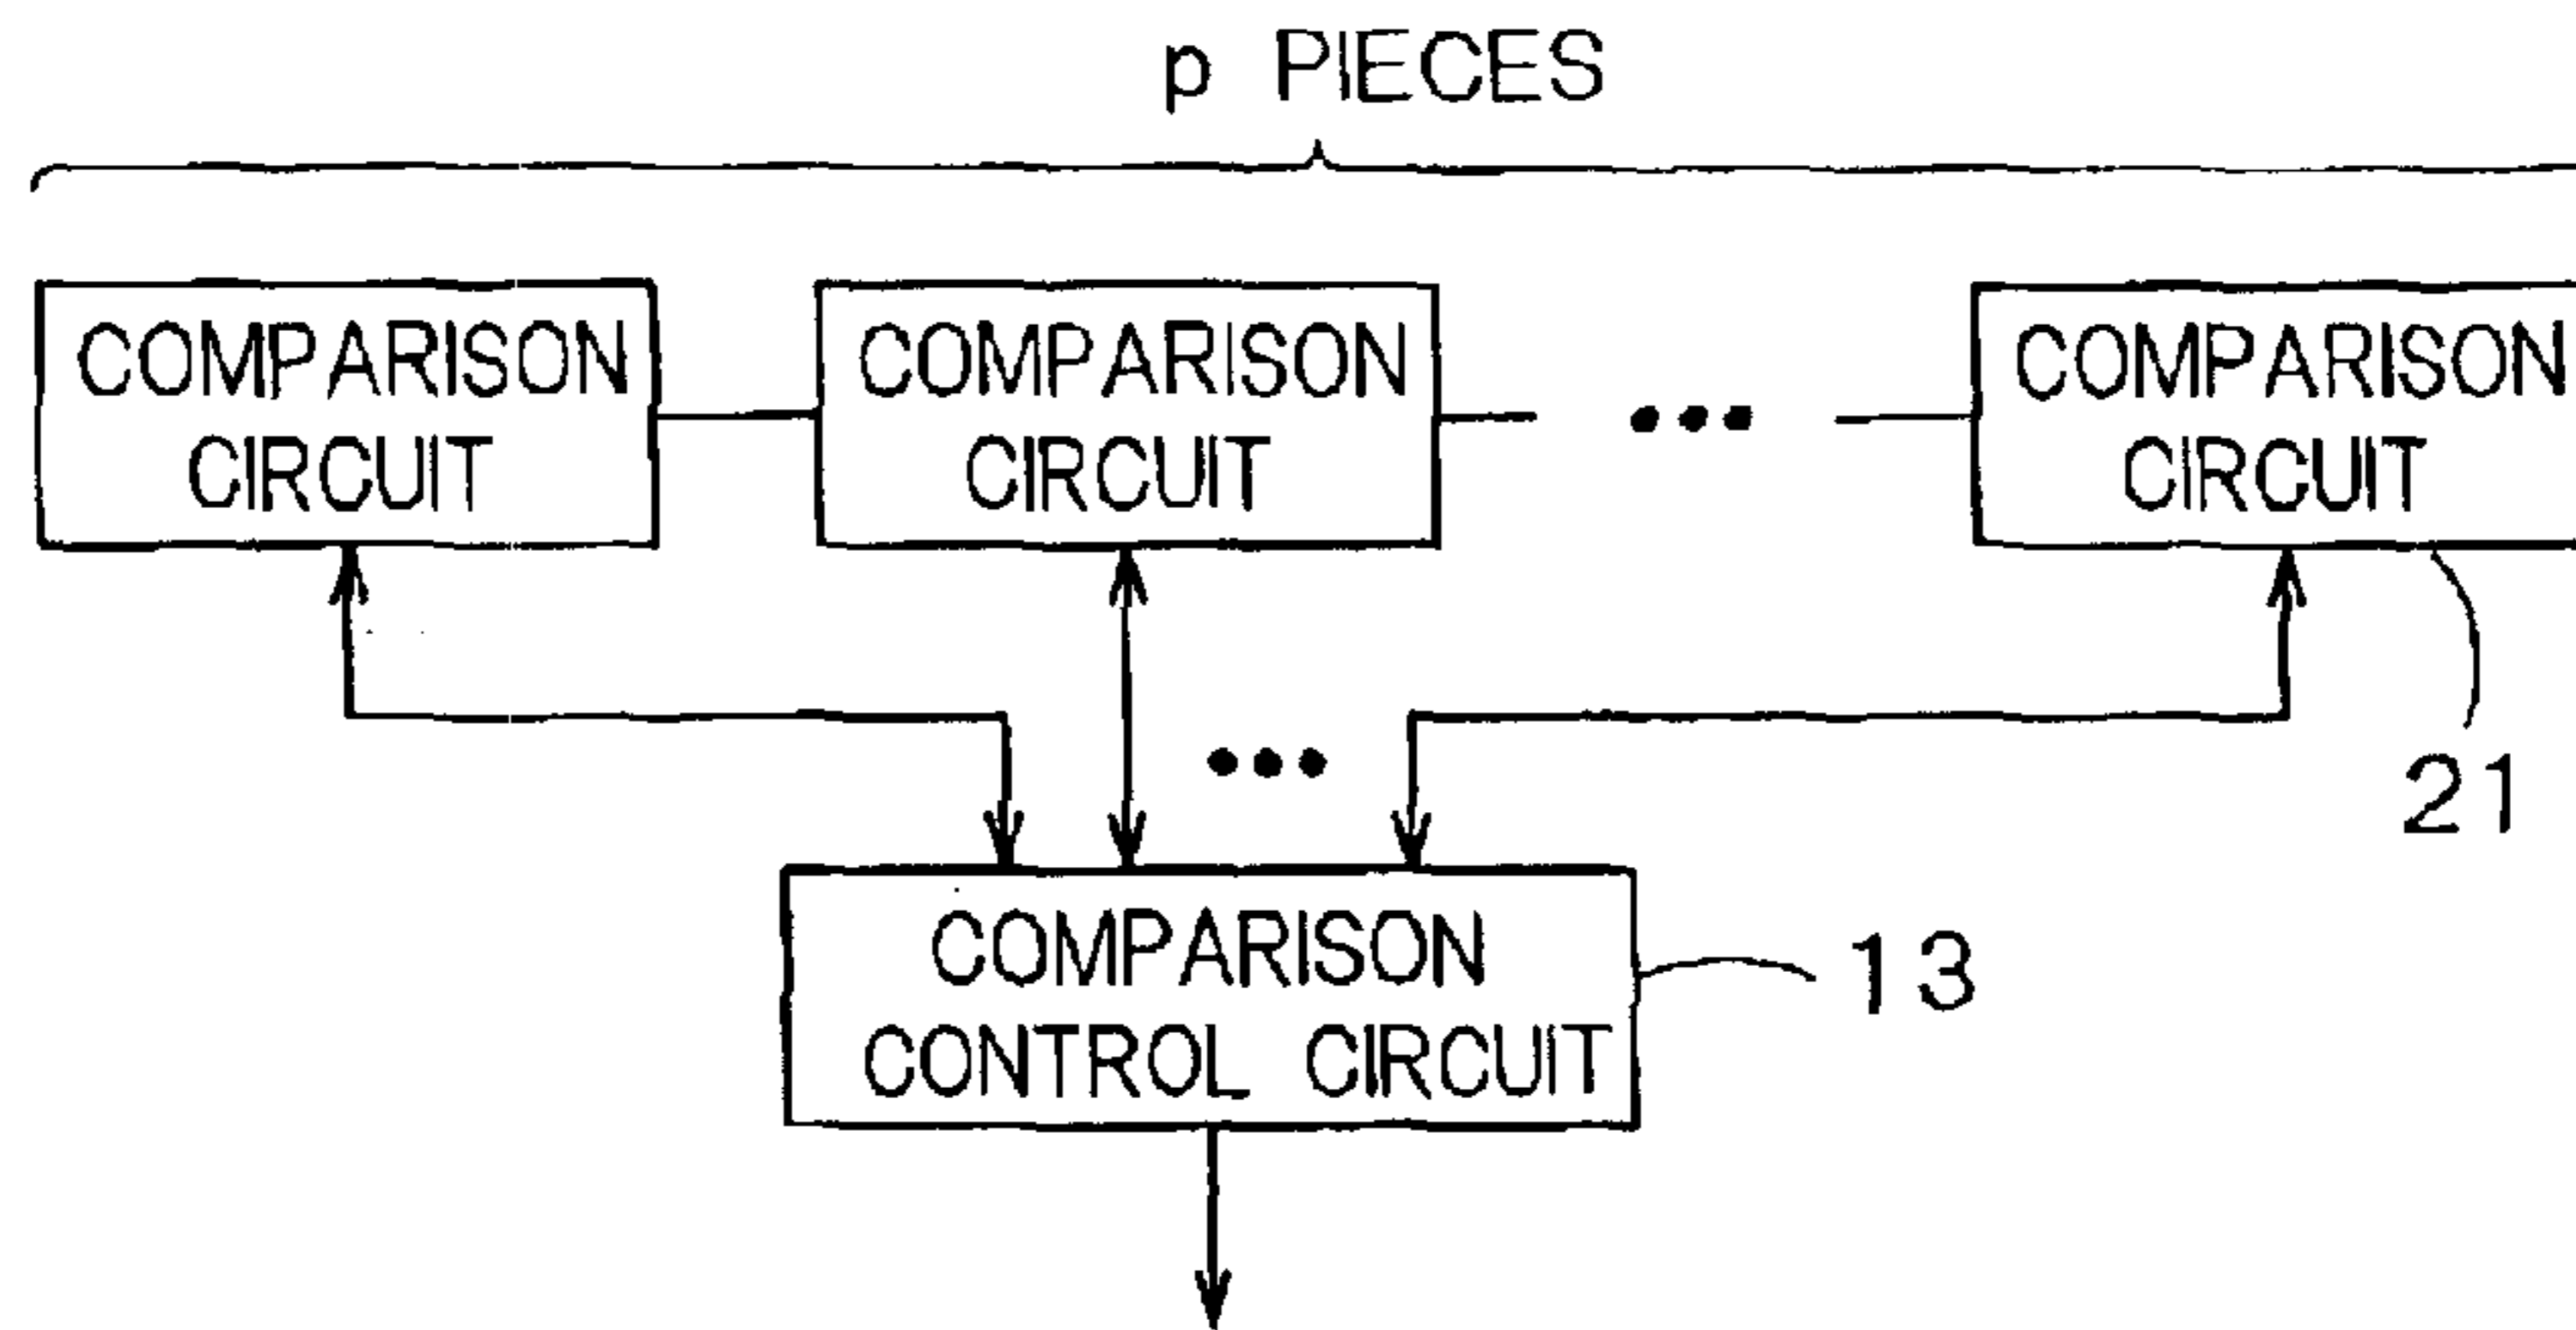 p PIECES
COMPARISON
CIRCUIT
COMPARISON
CIRCUIT
COMPARISON
CIRCUIT
21
COMPARISON
CONTROL CIRCUIT
13